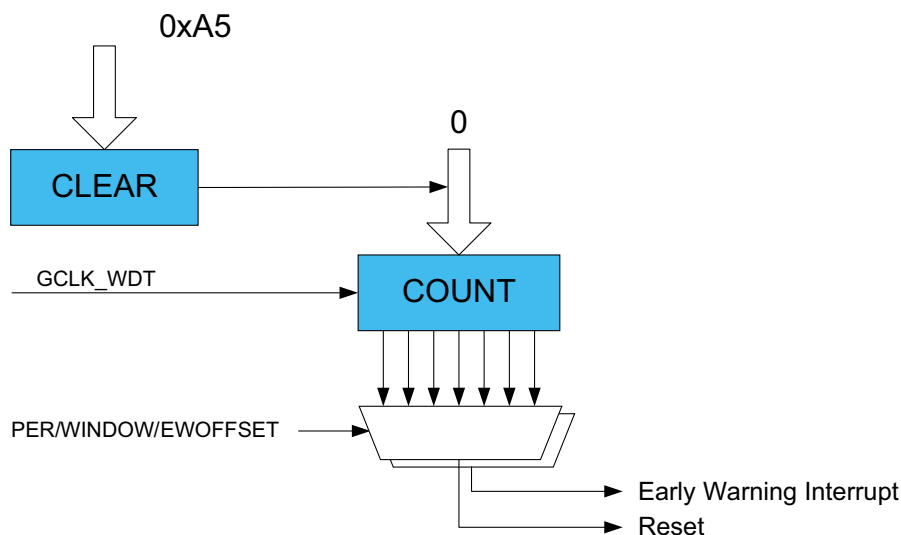 0xA5
0
CLEAR
GCLK_WDT
COUNT
PER/WINDOW/EWOFFSET
Early Warning Interrupt
Reset